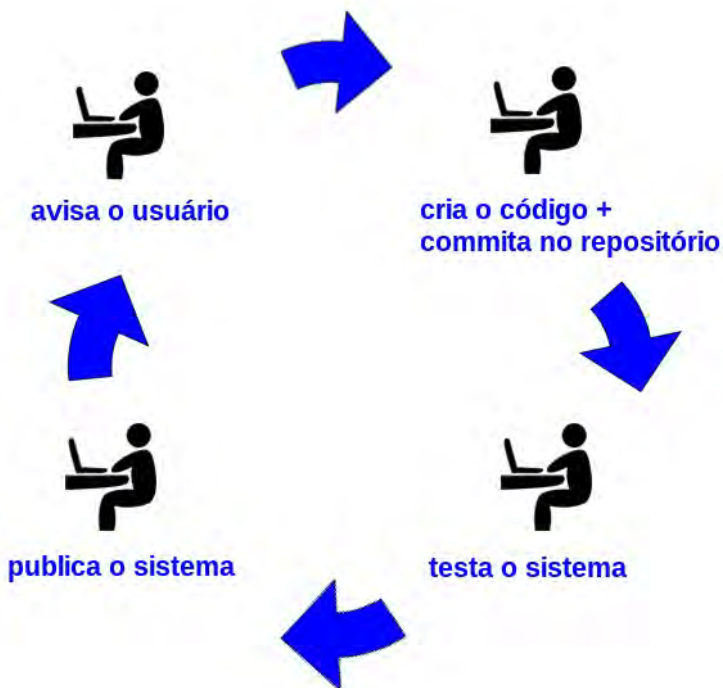 avisa o usuário
cria o código +
commita no repositório
publica o sistema
testa o sistema